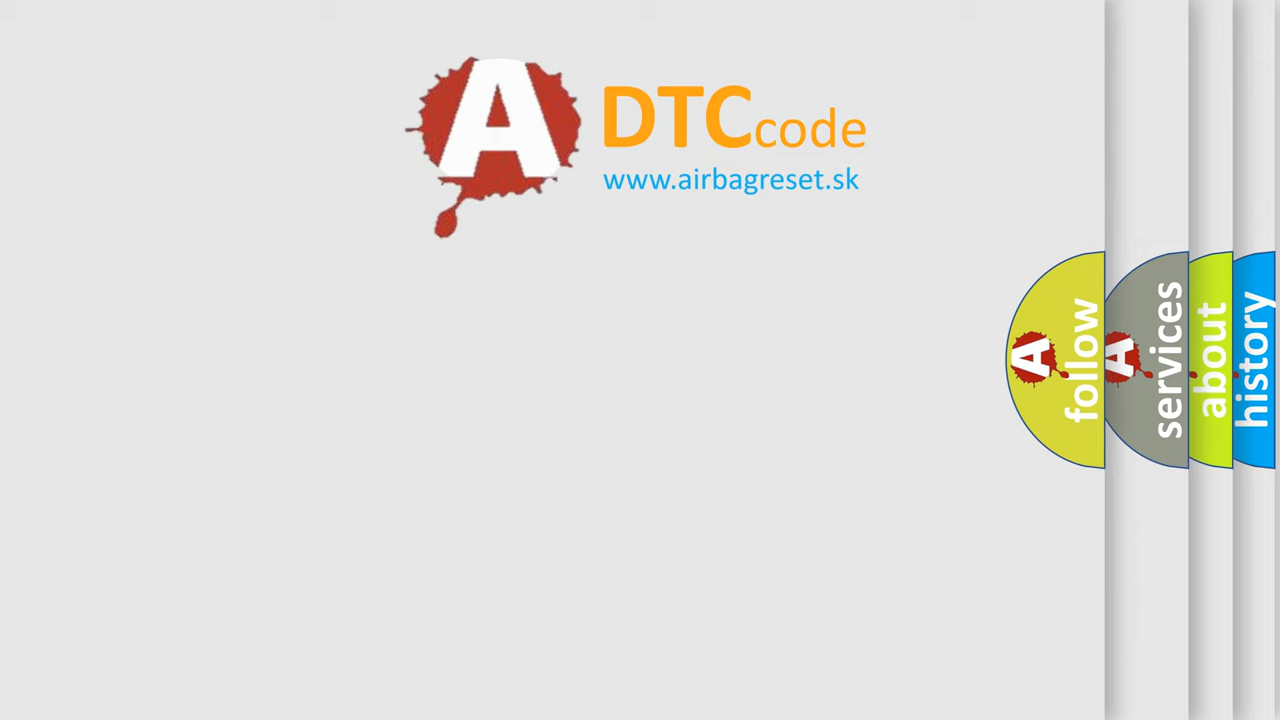 A DTCcode
www.airbagreset.sk
A follow
A services
about
history